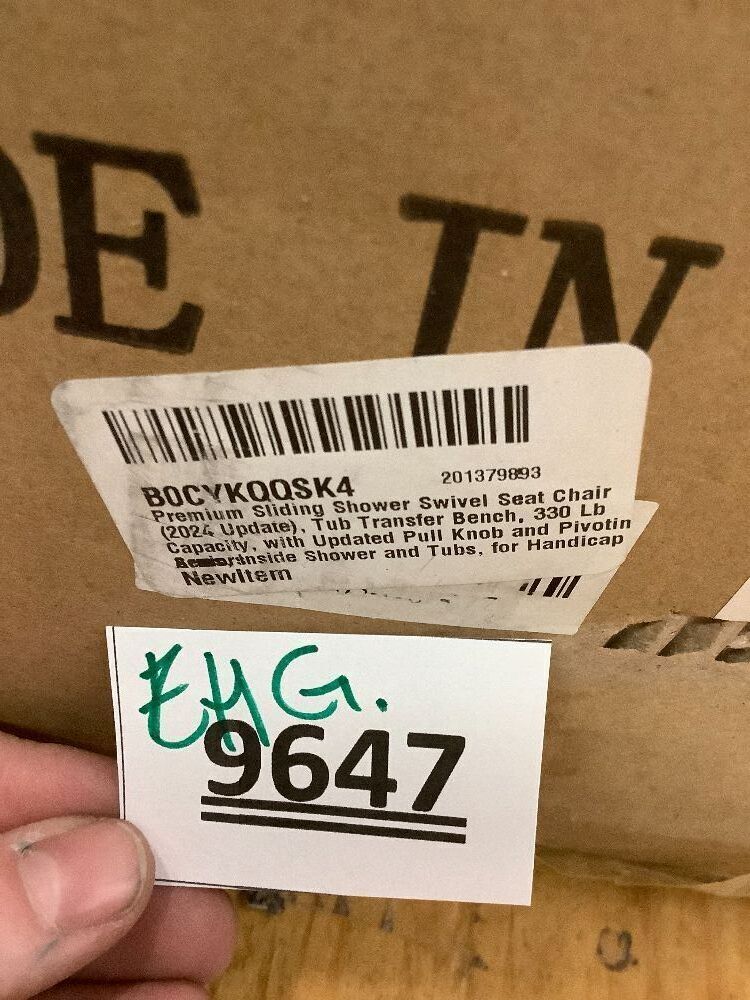 DE IN
B0CYKQQSK4 201379893
Premium Sliding Shower Swivel Seat Chair
(2024 Update), Tub Transfer Bench, 330 Lb
Capacity, with Updated Pull Knob and Pivotin
Inside Shower and Tubs, for Handicap
NewItem
EHG.
9647